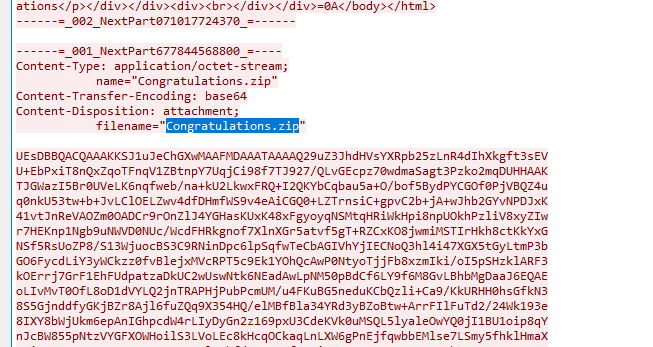 ations</p></div></div><div><br></div></div>=0A</body></html>
------=_002_NextPart071017724370_=------
------=_001_NextPart677844568800_=----
Content-Type: application/octet-stream;
name="Congratulations.zip"
Content-Transfer-Encoding: base64
Content-Disposition: attachment;
filename="Congratulations.zip"
UEsDBBQACQAAAKKSJ1uJeChGXwMAAFMDAAATAAAAQ29uZ3JhdHVsYXRpb25zLnR4dIhXkgft3sEV
U+EbPxiT8nQxZqoTFnqV1ZBtnpY7UqjCi98f7TJ927/QLvGEcpz70wdmaSagt3Pzko2mqDUHHAAK
TJGWazI5Br0UVeLK6nqfweb/na+kU2LkwxFRQ+I2QKYbCqbau5a+O/bof5BydPYCGOf0PjVBQZ4u
q0nkU53tw+b+JvLClOELZwv4dfDHmfWS9v4eAiCGQ0+LZTrnsiC+gpvC2b+jA+wJhb2GYvNPDJxK
41vtJnReVAOZm0OADCr9rOnZlJ4YGHasKUxK48xFgyoyqNSMtqHRiWkHpi8npUOkhPzliV8xyZIw
r7HEKnp1Ngb9uNWVD0NUc/WcdFHRkgnof7XlnXGr5atvf5gT+RZCxKO8jwmiMSTIrHkh8ctKkYxG
NSf5RsUoZP8/S13WjuocBS3C9RNinDpc6lpSqfwTeCbAGIVhYjIECNoQ3hl4i47XGX5tGyLtmP3b
GO6FycdLiY3yWCkzz0fvBlejxMVcRPT5c9Ek1YOhQcAwP0NtyoTjjFb8xzmIki/oI5pSHzklARF3
kOErrj7GrF1EhFUdpatzaDkUC2wUswNtk6NEadAwLpNM50pBdCf6LY9f6M8GvLBhbMgDaaJ6EQAE
oLIvMvT0OfL8oD1dVYLQ2jnTRAPHjPubPcmUM/u4FKuBG5neduKCbQzli+Ca9/KkURHH0hsGfkN3
8S5GjnddfyGKjBZr8Ajl6fuZQq9X354HQ/elMBfBla34YRd3yBZoBtw+ArrFIlFuTd2/24Wk193e
8IXY8bWjUkm6epAnIGhpcdW4rLIyDyGn2z169pxU3CdeKVk0uMSQL5lyaleOwYQ0jI1BU1oip8qY
nJcBW855pNtzVYGFXOWHoilS3LVoLEc8kHcqOCkaqLnLXW6gPnEjfqwbbEMlse7LSmy5fhklHmaX